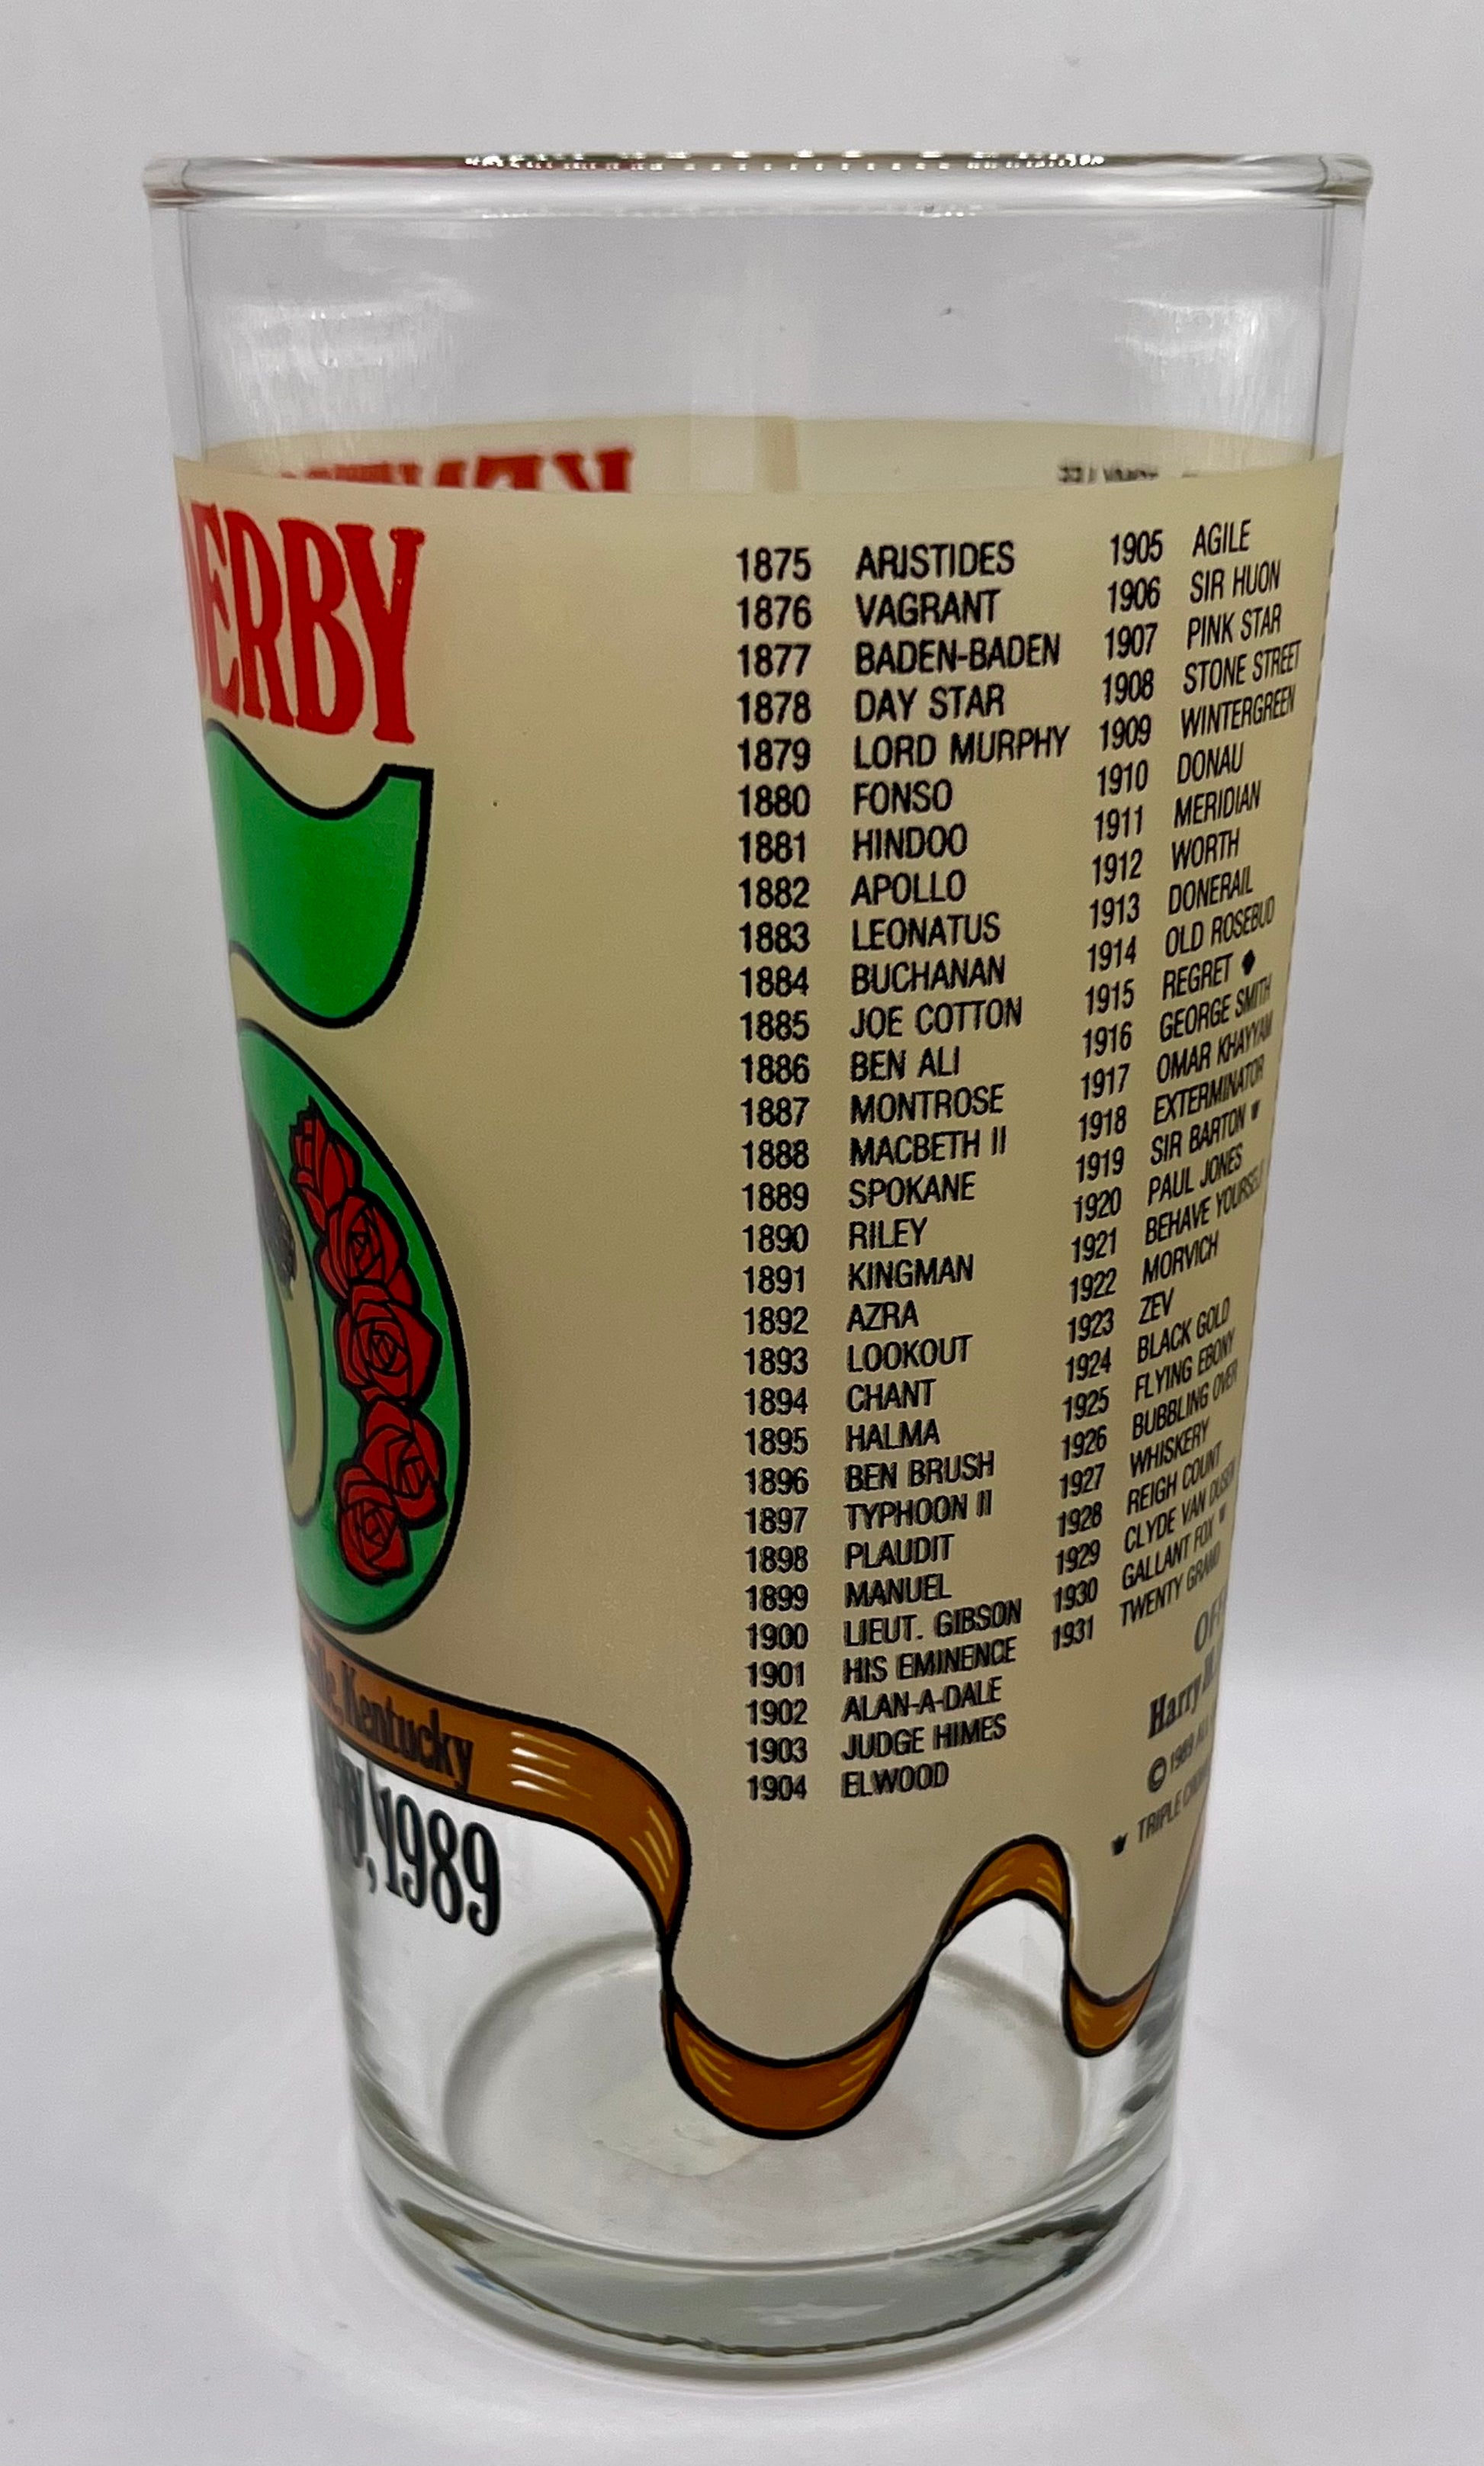 DERBY
1875 ARISTIDES
1876 VAGRANT
1877 BADEN-BADEN
1878 DAY STAR
1879 LORD MURPHY
1880 FONSO
1881 HINDOO
1882 APOLLO
1883 LEONATUS
1884 BUCHANAN
1885 JOE COTTON
1886 BEN ALI
1887 MONTROSE
1888 MACBETH II
1889 SPOKANE
1890 RILEY
1891 KINGMAN
1892 AZRA
1893 LOOKOUT
1894 CHANT
1895 HALMA
1896 BEN BRUSH
1897 TYPHOON II
1898 PLAUDIT
1899 MANUEL
1900 LIEUT. GIBSON
1901 HIS EMINENCE
1902 ALAN-A-DALE
1903 JUDGE HIMES
1904 ELWOOD
1905 AGILE
1906 SIR HUON
1907 PINK STAR
1908 STONE STREET
1909 WINTERGREEN
1910 DONAU
1911 MERIDIAN
1912 WORTH
1913 DONERAIL
1914 OLD ROSEBUD
1915 REGRET
1916 GEORGE SMITH
1917 OMAR KHAYYAM
1918 EXTERMINATOR
1919 SIR BARTON
1920 PAUL JONES
1921 BEHAVE YOURSELF
1922 MORVICH
1923 ZEV
1924 BLACK GOLD
1925 FLYING EBONY
1926 BUBBLING OVER
1927 WHISKERY
1928 REIGH COUNT
1929 CLYDE VAN DUSEN
1930 GALLANT FOX
1931 TWENTY GRAND
Harry M.
© 1989
TRIPLE
Kentucky
, 1989